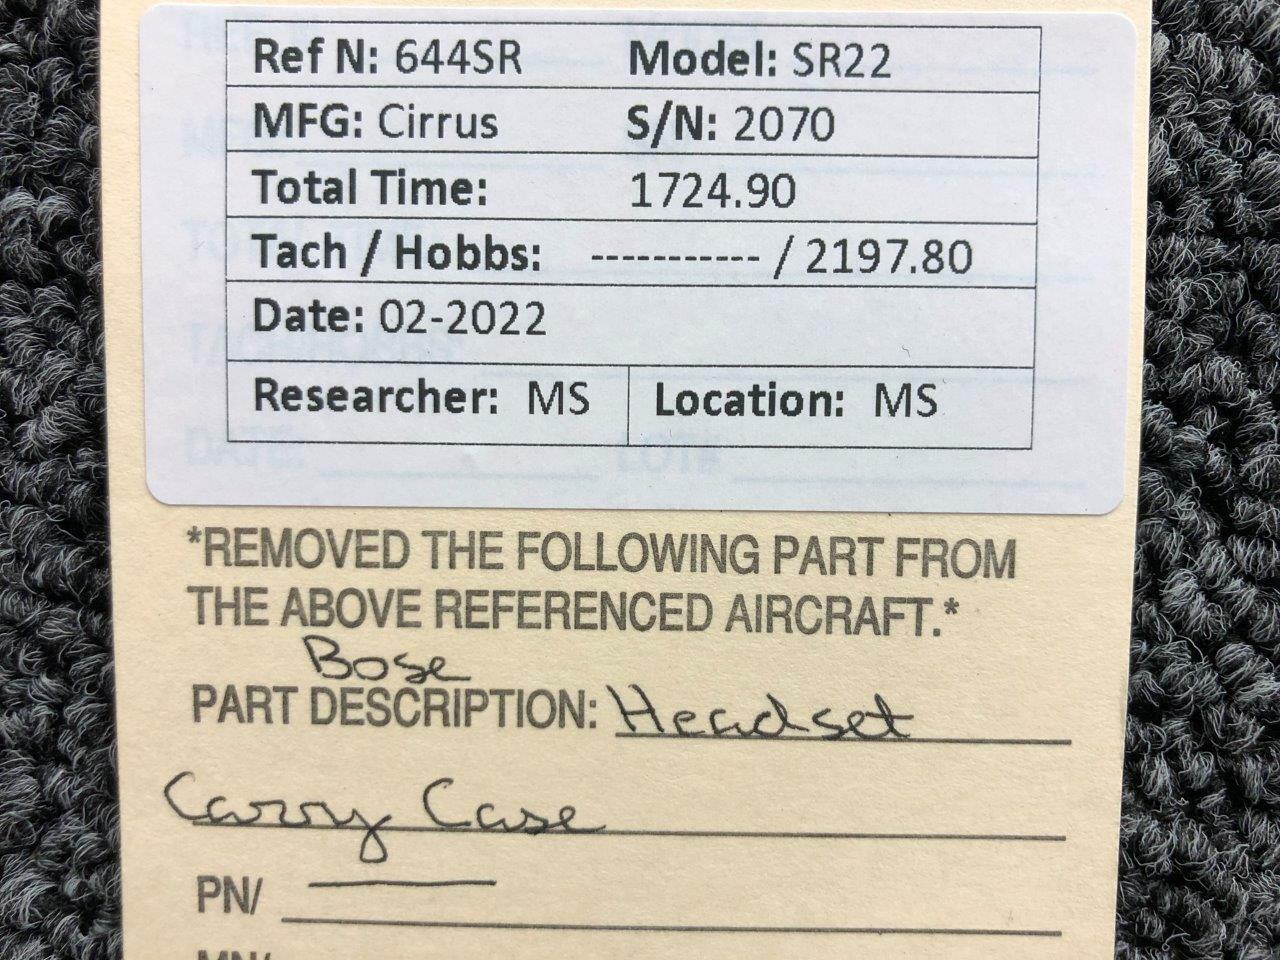 Ref N: 644SR Model: SR22
MFG: Cirrus S/N: 2070
Total Time: 1724.90
Tach / Hobbs: ----------- / 2197.80
Date: 02-2022
Researcher: MS Location: MS
*REMOVED THE FOLLOWING PART FROM
THE ABOVE REFERENCED AIRCRAFT.*
Bose
PART DESCRIPTION: Headset
Carry Case
PN/